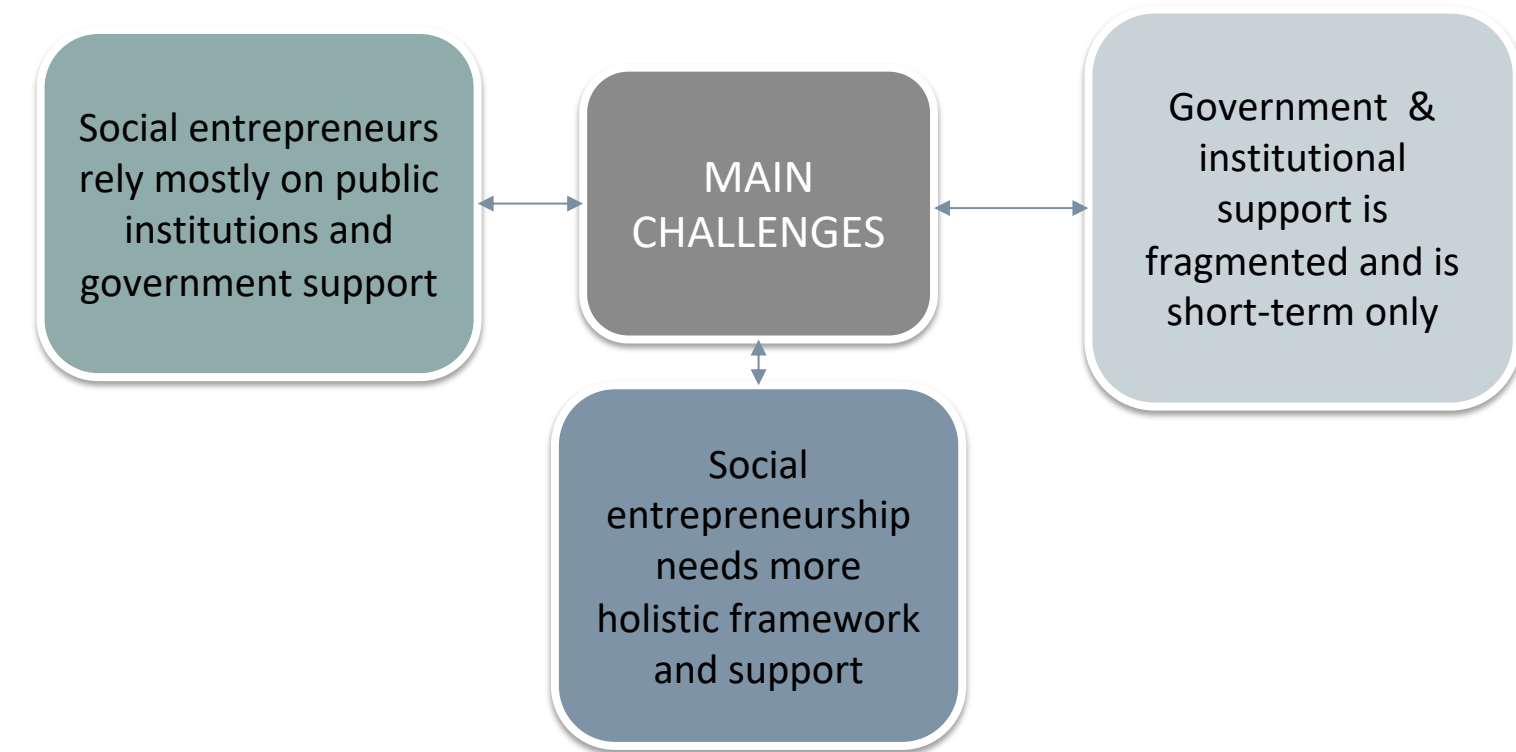 Social entrepreneurs
rely mostly on public
institutions and
government support
MAIN
CHALLENGES
Government &
institutional
support is
fragmented and is
short-term only
Social
entrepreneurship
needs more
holistic framework
and support